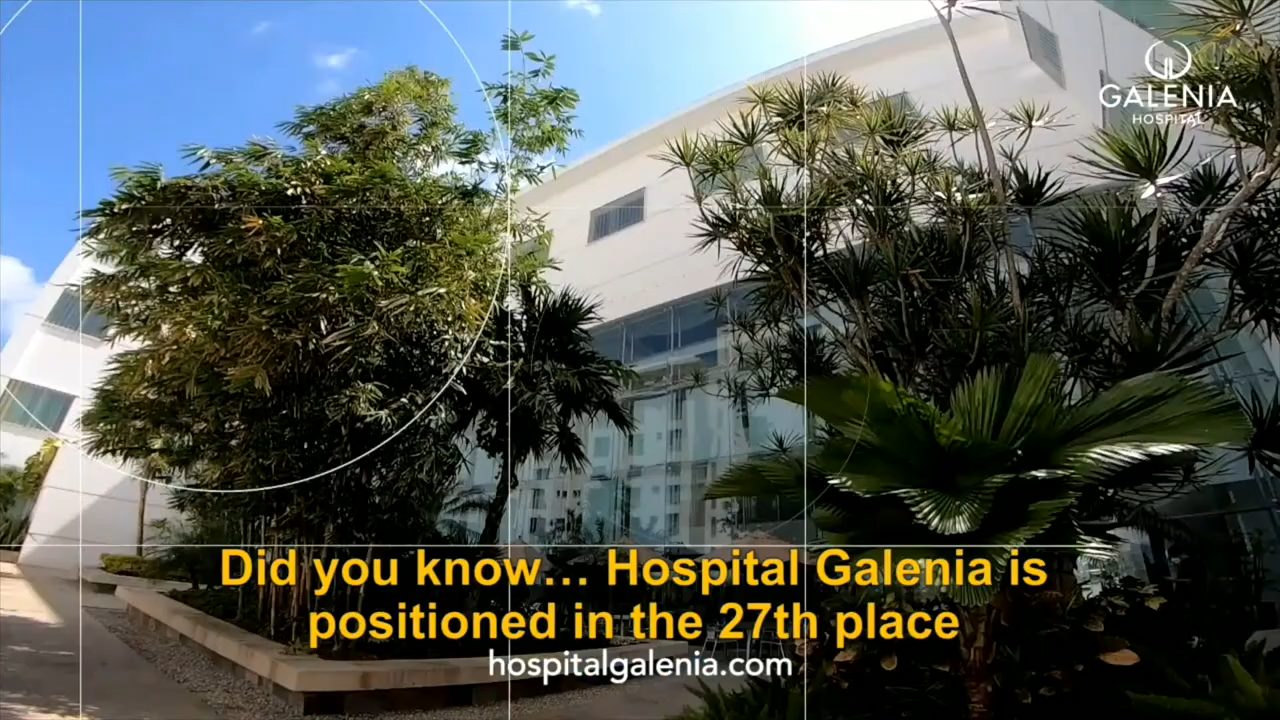 GALENIA
HOSPITAL
Did you know... Hospital Galenia is
positioned in the 27th place
hospitalgalenia.com